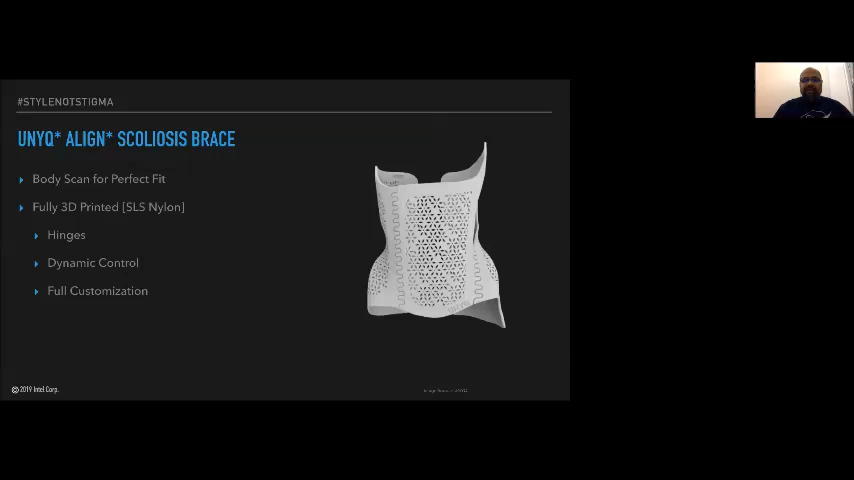 #STYLENOTSTIGMA
UNYQ* ALIGN* SCOLIOSIS BRACE
Body Scan for Perfect Fit
Fully 3D Printed [SLS Nylon]
Hinges
Dynamic Control
Full Customization
© 2019 Intel Corp.